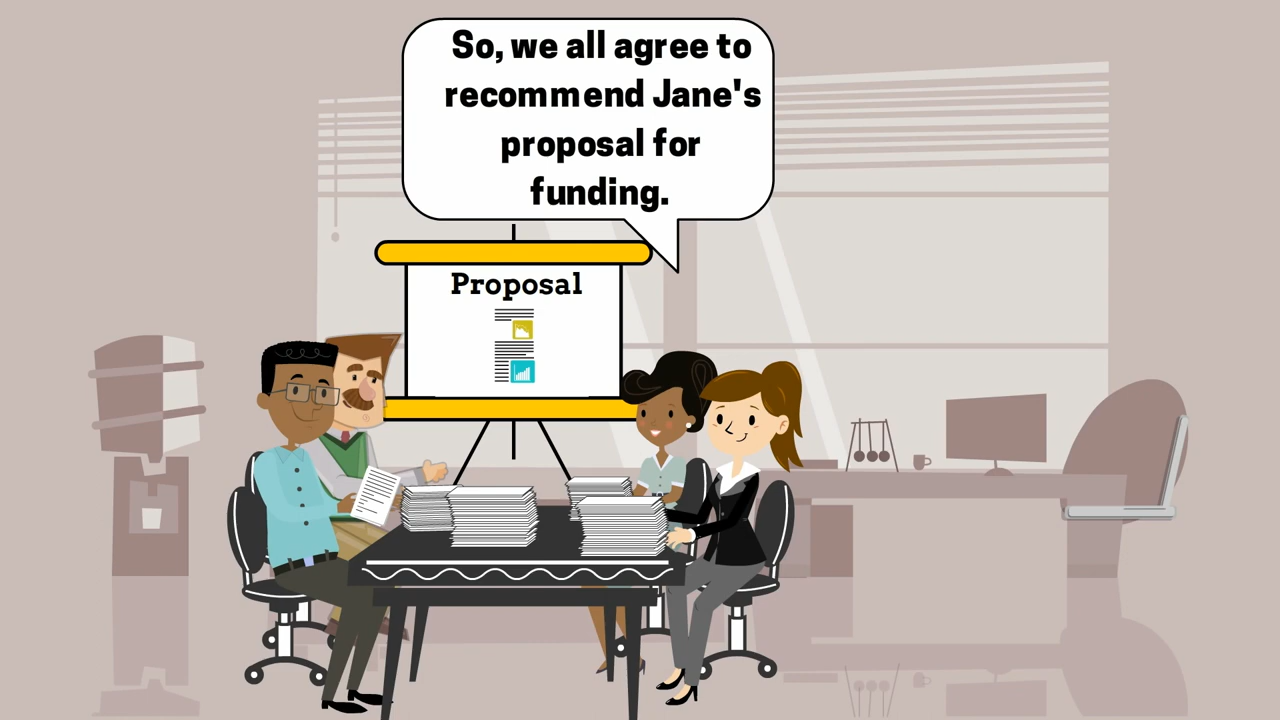 So, we all agree to
recommend Jane's
proposal for
funding.
Proposal